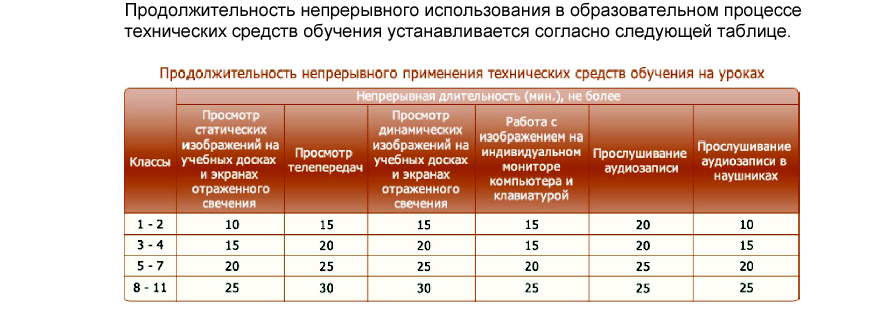 Продолжительность непрерывного использования в образовательном процессе
технических средств обучения устанавливается согласно следующей таблице.
Продолжительность непрерывного применения технических средств обучения на уроках
Непрерывная длительность (мин.), не более
Классы
Просмотр
статических
изображений на
учебных досках
и экранах
отраженного
свечения
Просмотр
телепередач
Просмотр
динамических
изображений на
учебных досках
и экранах
отраженного
свечения
Работа с
изображением на
индивидуальном
мониторе
компьютера и
клавиатурой
Прослушивание
аудиозаписи
Прослушивание
аудиозаписи в
наушниках
1 - 2 10 15 15 15 20 10
3 - 4 15 20 20 15 20 15
5 - 7 20 25 25 20 25 20
8 - 11 25 30 30 25 25 25